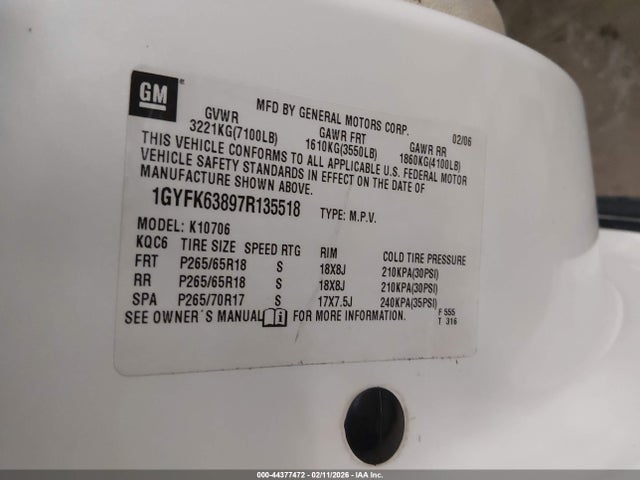 GM
MFD BY GENERAL MOTORS CORP. 02/06
GVWR GAWR FRT GAWR RR
3221KG(7100LB) 1610KG(3550LB) 1860KG(4100LB)
THIS VEHICLE CONFORMS TO ALL APPLICABLE U.S. FEDERAL MOTOR
VEHICLE SAFETY STANDARDS IN EFFECT ON THE DATE OF
MANUFACTURE SHOWN ABOVE.
1GYFK63897R135518 TYPE: M.P.V.
MODEL: K10706
KQC6 TIRE SIZE SPEED RTG RIM COLD TIRE PRESSURE
FRT P265/65R18 S 18X8J 210KPA(30PSI)
RR P265/65R18 S 18X8J 210KPA(30PSI)
SPA P265/70R17 S 17X7.5J 240KPA(35PSI)
SEE OWNER'S MANUAL FOR MORE INFORMATION.
F 555
T 316
000-44377472 - 02/11/2026 - IAA Inc.